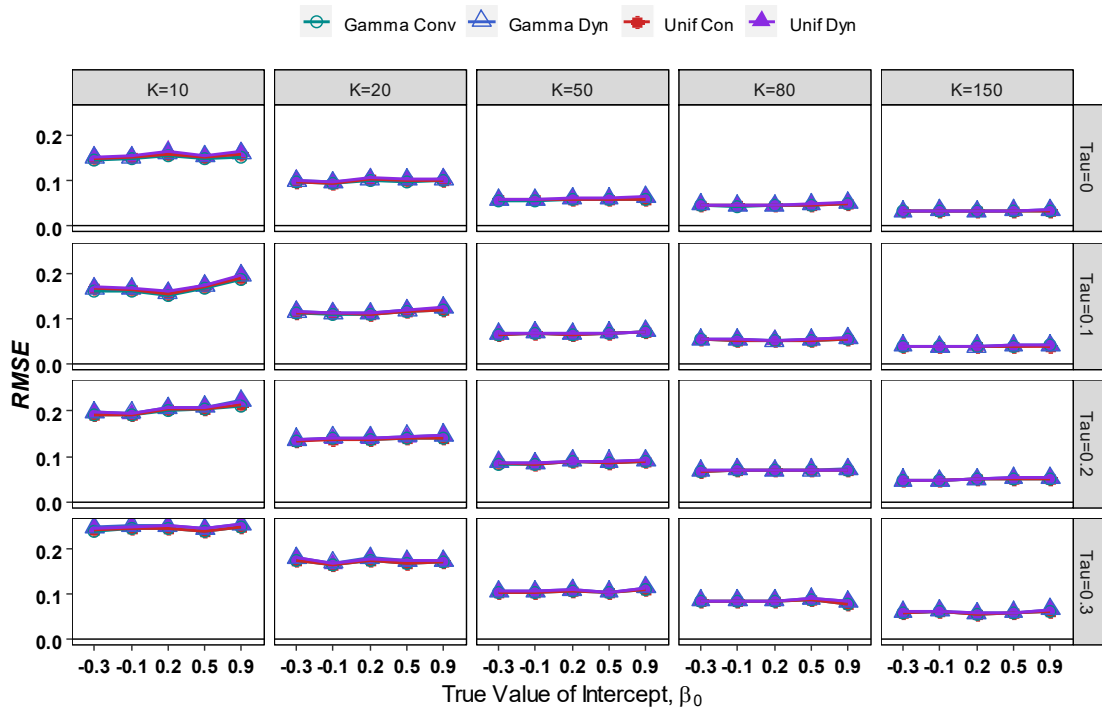 Gamma Conv Gamma Dyn Unif Con Unif Dyn
K=10 K=20 K=50 K=80 K=150
RMSE
0.2
0.1
0.0
Tau=0
0.2
0.1
0.0
Tau=0.1
0.2
0.1
0.0
Tau=0.2
0.2
0.1
0.0
Tau=0.3
-0.3 -0.1 0.2 0.5 0.9 -0.3 -0.1 0.2 0.5 0.9 -0.3 -0.1 0.2 0.5 0.9 -0.3 -0.1 0.2 0.5 0.9 -0.3 -0.1 0.2 0.5 0.9
True Value of Intercept, β₀